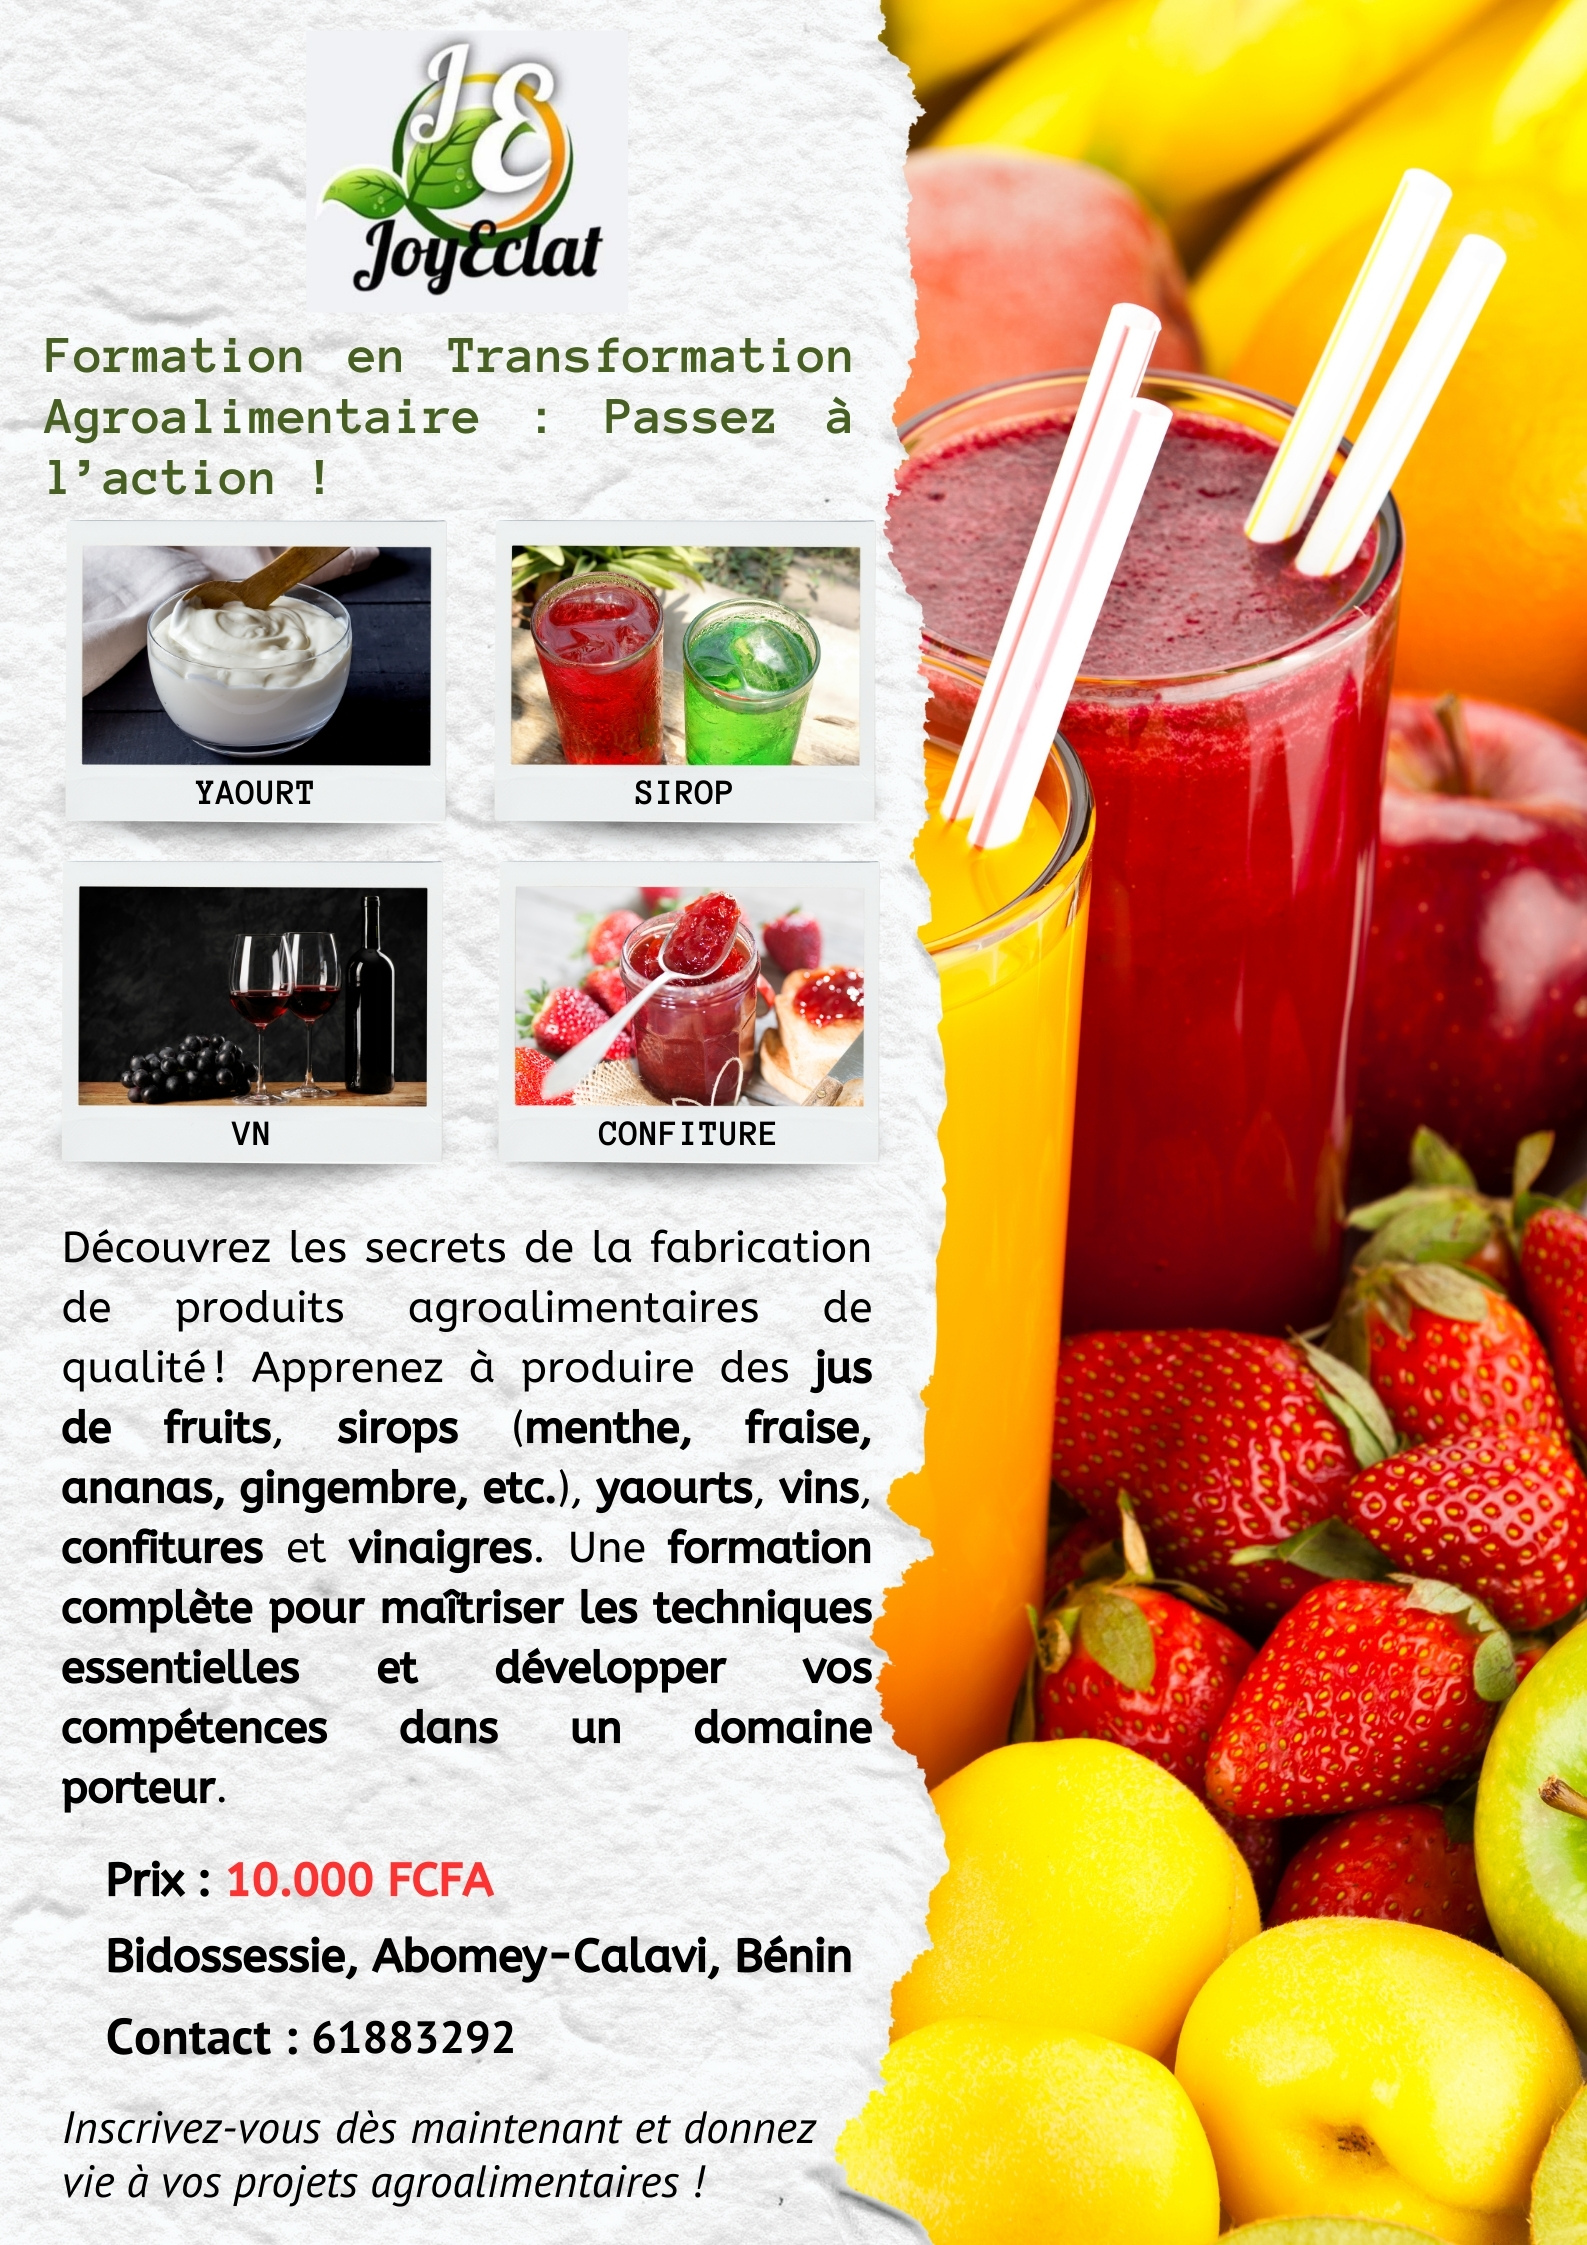 JE
JoyEclat
Formation en Transformation
Agroalimentaire : Passez à
l’action !
YAOURT
SIROP
VN
CONFITURE
Découvrez les secrets de la fabrication
de produits agroalimentaires de
qualité ! Apprenez à produire des jus
de fruits, sirops (menthe, fraise,
ananas, gingembre, etc.), yaourts, vins,
confitures et vinaigres. Une formation
complète pour maîtriser les techniques
essentielles et développer vos
compétences dans un domaine
porteur.
Prix : 10.000 FCFA
Bidossessie, Abomey-Calavi, Bénin
Contact : 61883292
Inscrivez-vous dès maintenant et donnez
vie à vos projets agroalimentaires !